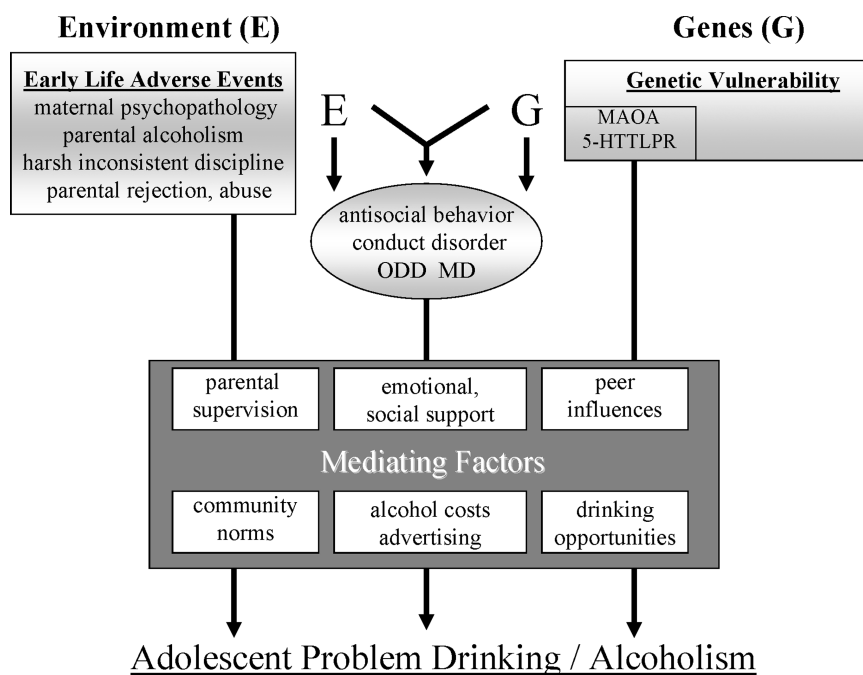 Environment (E)
Genes (G)
Early Life Adverse Events
maternal psychopathology
parental alcoholism
harsh inconsistent discipline
parental rejection, abuse
E
G
Genetic Vulnerability
MAOA
5-HTTLPR
antisocial behavior
conduct disorder
ODD MD
parental
supervision
emotional,
social support
peer
influences
Mediating Factors
community
norms
alcohol costs
advertising
drinking
opportunities
Adolescent Problem Drinking / Alcoholism